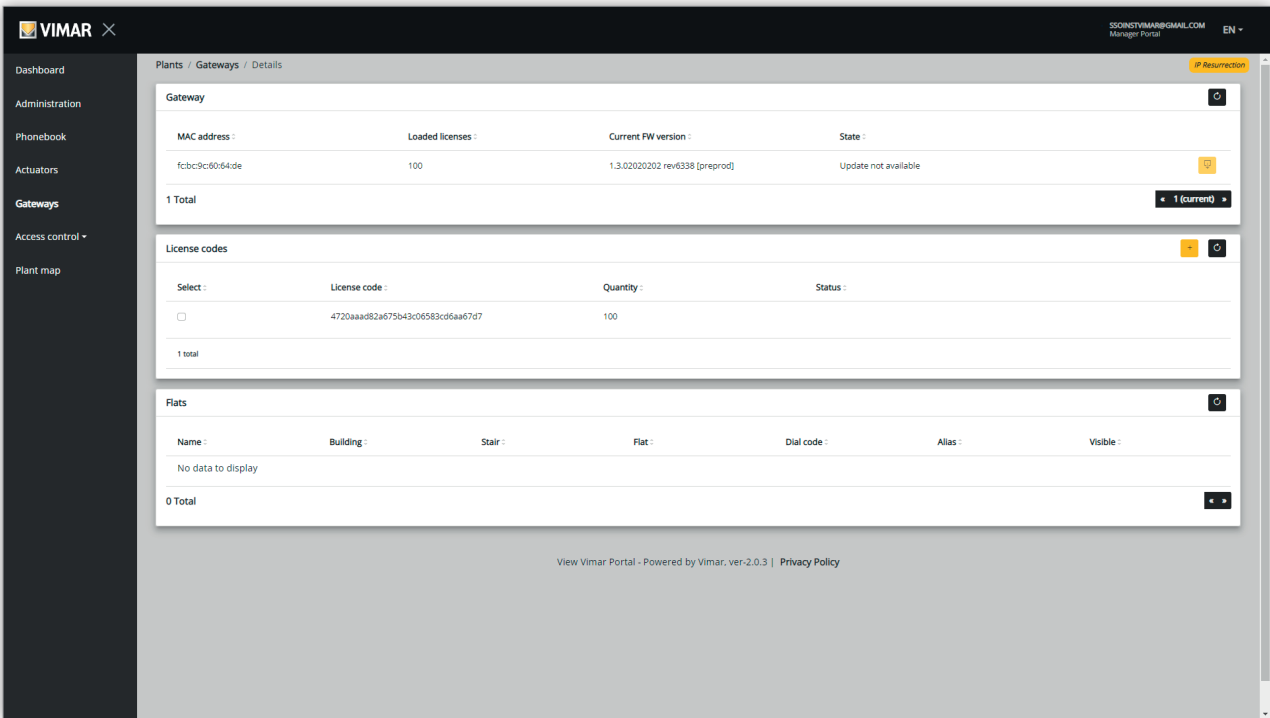 VIMAR
SSOINSTVIMAR@GMAIL.COM
Manager Portal
EN
Dashboard
Administration
Phonebook
Actuators
Gateways
Access control
Plant map
Plants / Gateways / Details
IP Resurrection
Gateway
MAC address Loaded licenses Current FW version State
fc:bc:9c:60:64:de 100 1.3.02020202 rev6338 [preprod] Update not available
1 Total
« 1 (current) »
License codes
+
Select License code Quantity Status
4720aaad82a675b43c06583cd6aa67d7 100
1 total
Flats
Name Building Stair Flat Dial code Alias Visible
No data to display
0 Total
« »
View Vimar Portal - Powered by Vimar. ver-2.0.3 | Privacy Policy